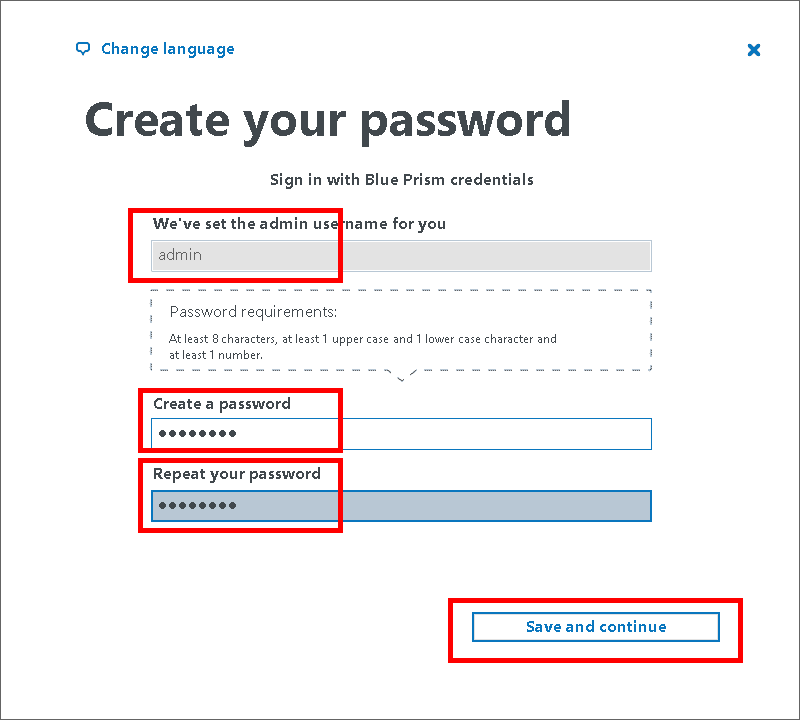 Change language
Create your password
Sign in with Blue Prism credentials
We've set the admin username for you
admin
Password requirements:
At least 8 characters, at least 1 upper case and 1 lower case character and
at least 1 number.
Create a password
●●●●●●●●
Repeat your password
●●●●●●●●
Save and continue